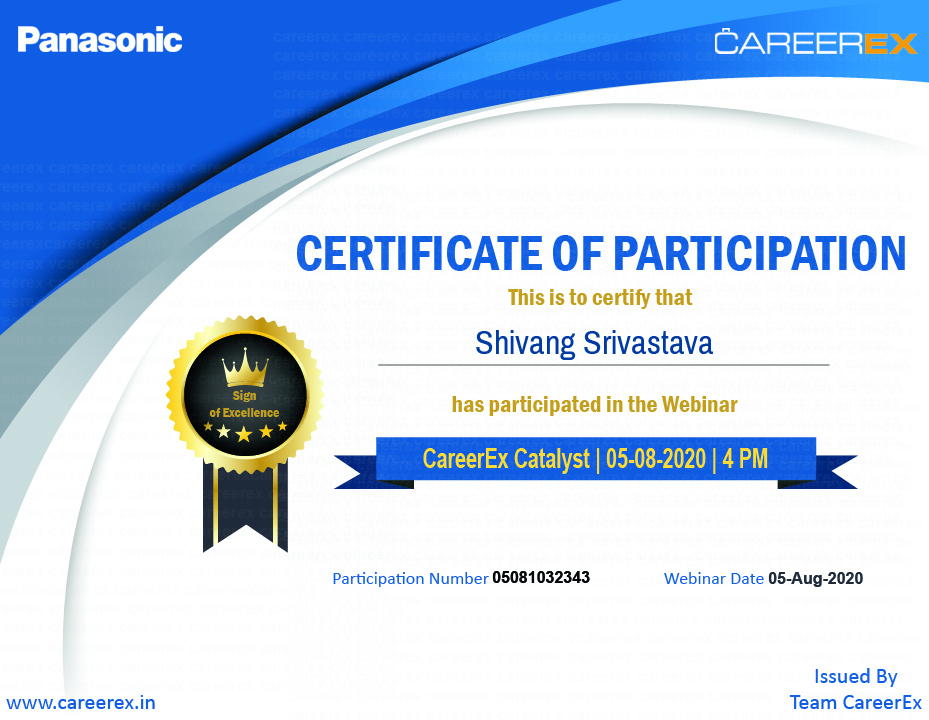 Panasonic
CAREEREX
CERTIFICATE OF PARTICIPATION
This is to certify that
Shivang Srivastava
has participated in the Webinar
Sign
of Excellence
CareerEx Catalyst | 05-08-2020 | 4 PM
Participation Number 05081032343
Webinar Date 05-Aug-2020
Issued By
Team CareerEx
www.careerex.in